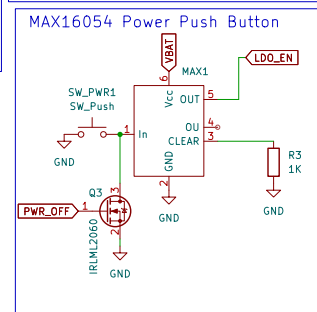 MAX16054 Power Push Button
VBAT
LDO_EN
SW_PWR1
SW_Push
MAX1
6
Vcc
OUT
5
1
In
OU
4
CLEAR
3
GND
2
GND
R3
1K
GND
GND
Q3
3
PWR_OFF
1
2
IRLML2060
GND